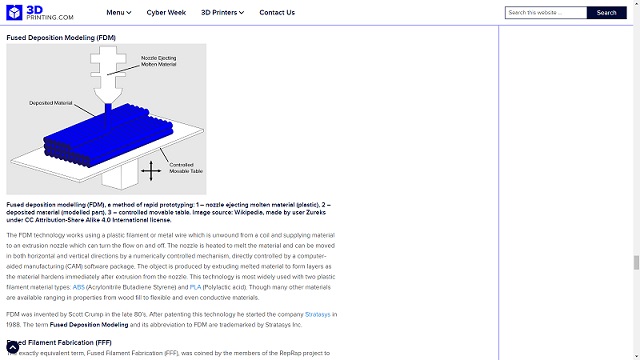 3D
PRINTING.COM
Menu
Cyber Week
3D Printers
Contact Us
Search this website ...
Search
Fused Deposition Modeling (FDM)
Nozzle Ejecting
Molten Material
Deposited Material
Controlled
Movable Table
Fused deposition modeling (FDM), a method of rapid prototyping: 1 – nozzle ejecting molten material (plastic), 2 –
deposited material (modelled part), 3 – controlled movable table. Image source: Wikipedia, made by user Zureks
under CC Attribution-Share Alike 4.0 International license.
The FDM technology works using a plastic filament or metal wire which is unwound from a coil and supplying material
to an extrusion nozzle which can turn the flow on and off. The nozzle is heated to melt the material and can be moved
in both horizontal and vertical directions by a numerically controlled mechanism, directly controlled by a computer-
aided manufacturing (CAM) software package. The object is produced by extruding melted material to form layers as
the material hardens immediately after extrusion from the nozzle. This technology is most widely used with two plastic
filament material types: ABS (Acrylonitrile Butadiene Styrene) and PLA (Polylactic acid). Though many other materials
are available ranging in properties from wood fill to flexible and even conductive materials.
FDM was invented by Scott Crump in the late 80's. After patenting this technology he started the company Stratasys in
1988. The term Fused Deposition Modeling and its abbreviation to FDM are trademarked by Stratasys Inc.
Fused Filament Fabrication (FFF)
The exactly equivalent term, Fused Filament Fabrication (FFF), was coined by the members of the RepRap project to